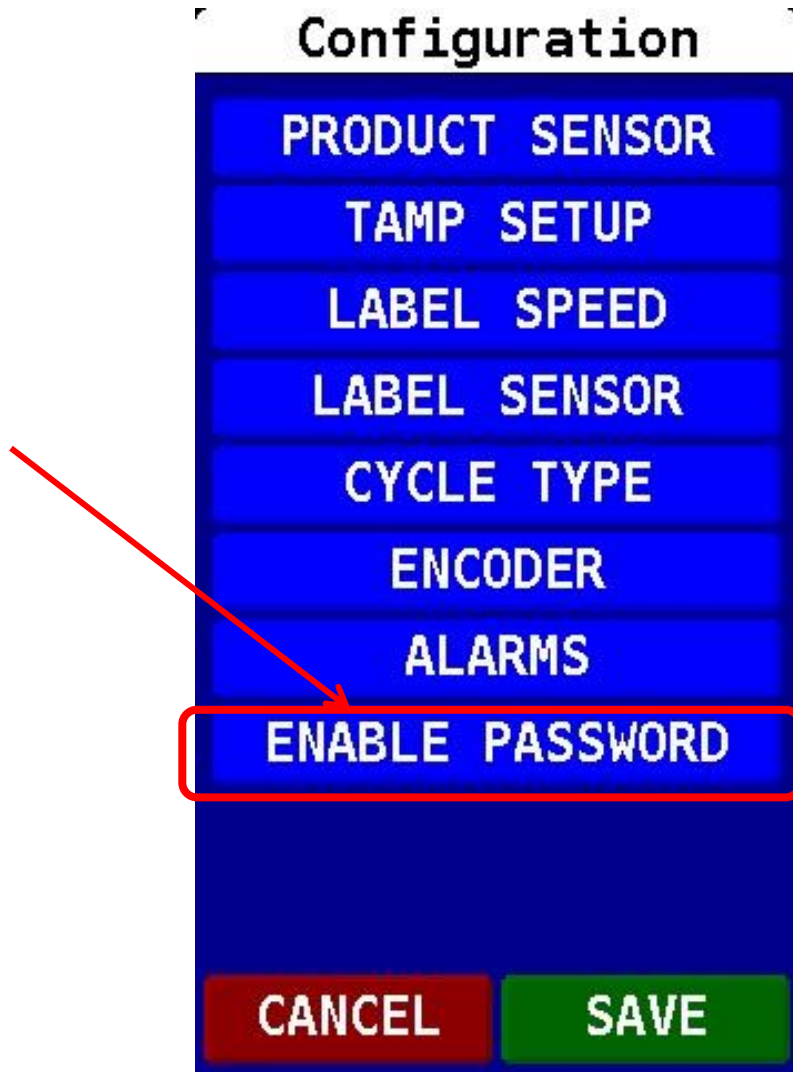 Configuration
PRODUCT SENSOR
TAMP SETUP
LABEL SPEED
LABEL SENSOR
CYCLE TYPE
ENCODER
ALARMS
ENABLE PASSWORD
CANCEL SAVE